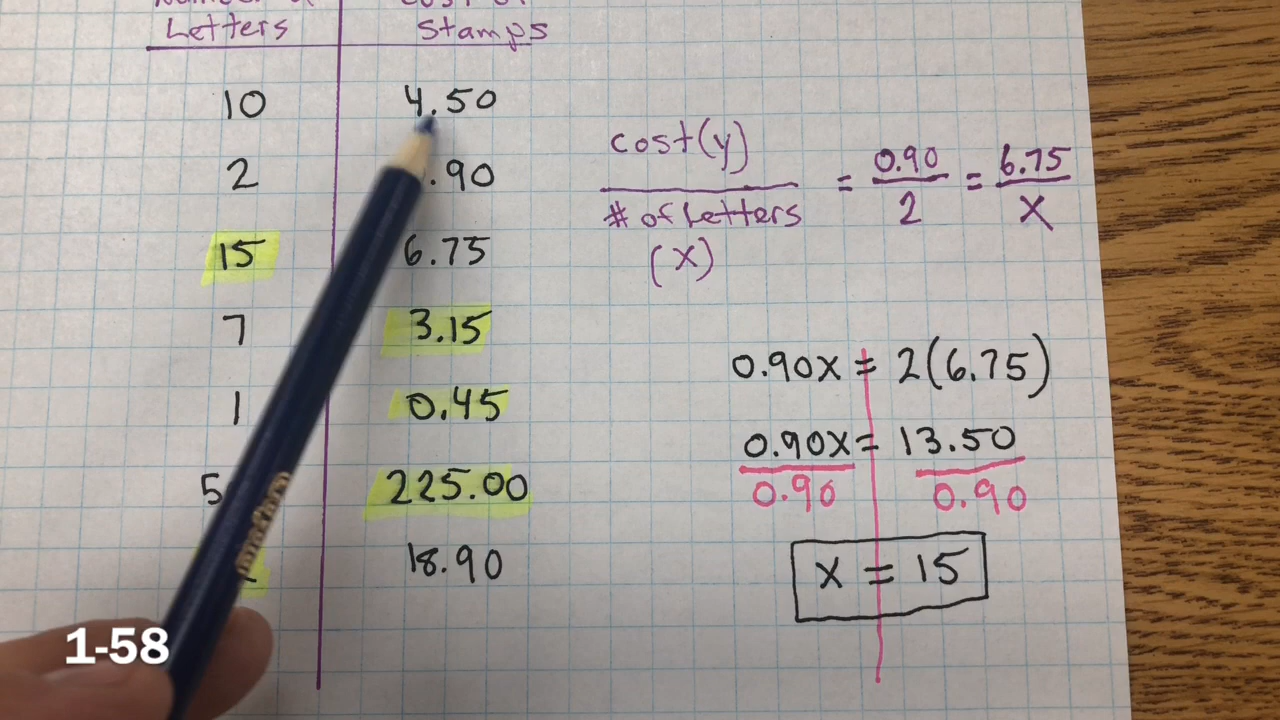 Letters Stamps
10 4.50
2 .90
15 6.75
7 3.15
1 0.45
5 225.00
18.90
cost(y)
# of Letters
(x)
= 0.90 / 2 = 6.75 / x
0.90x = 2(6.75)
0.90x = 13.50
0.90 0.90
x = 15
1-58